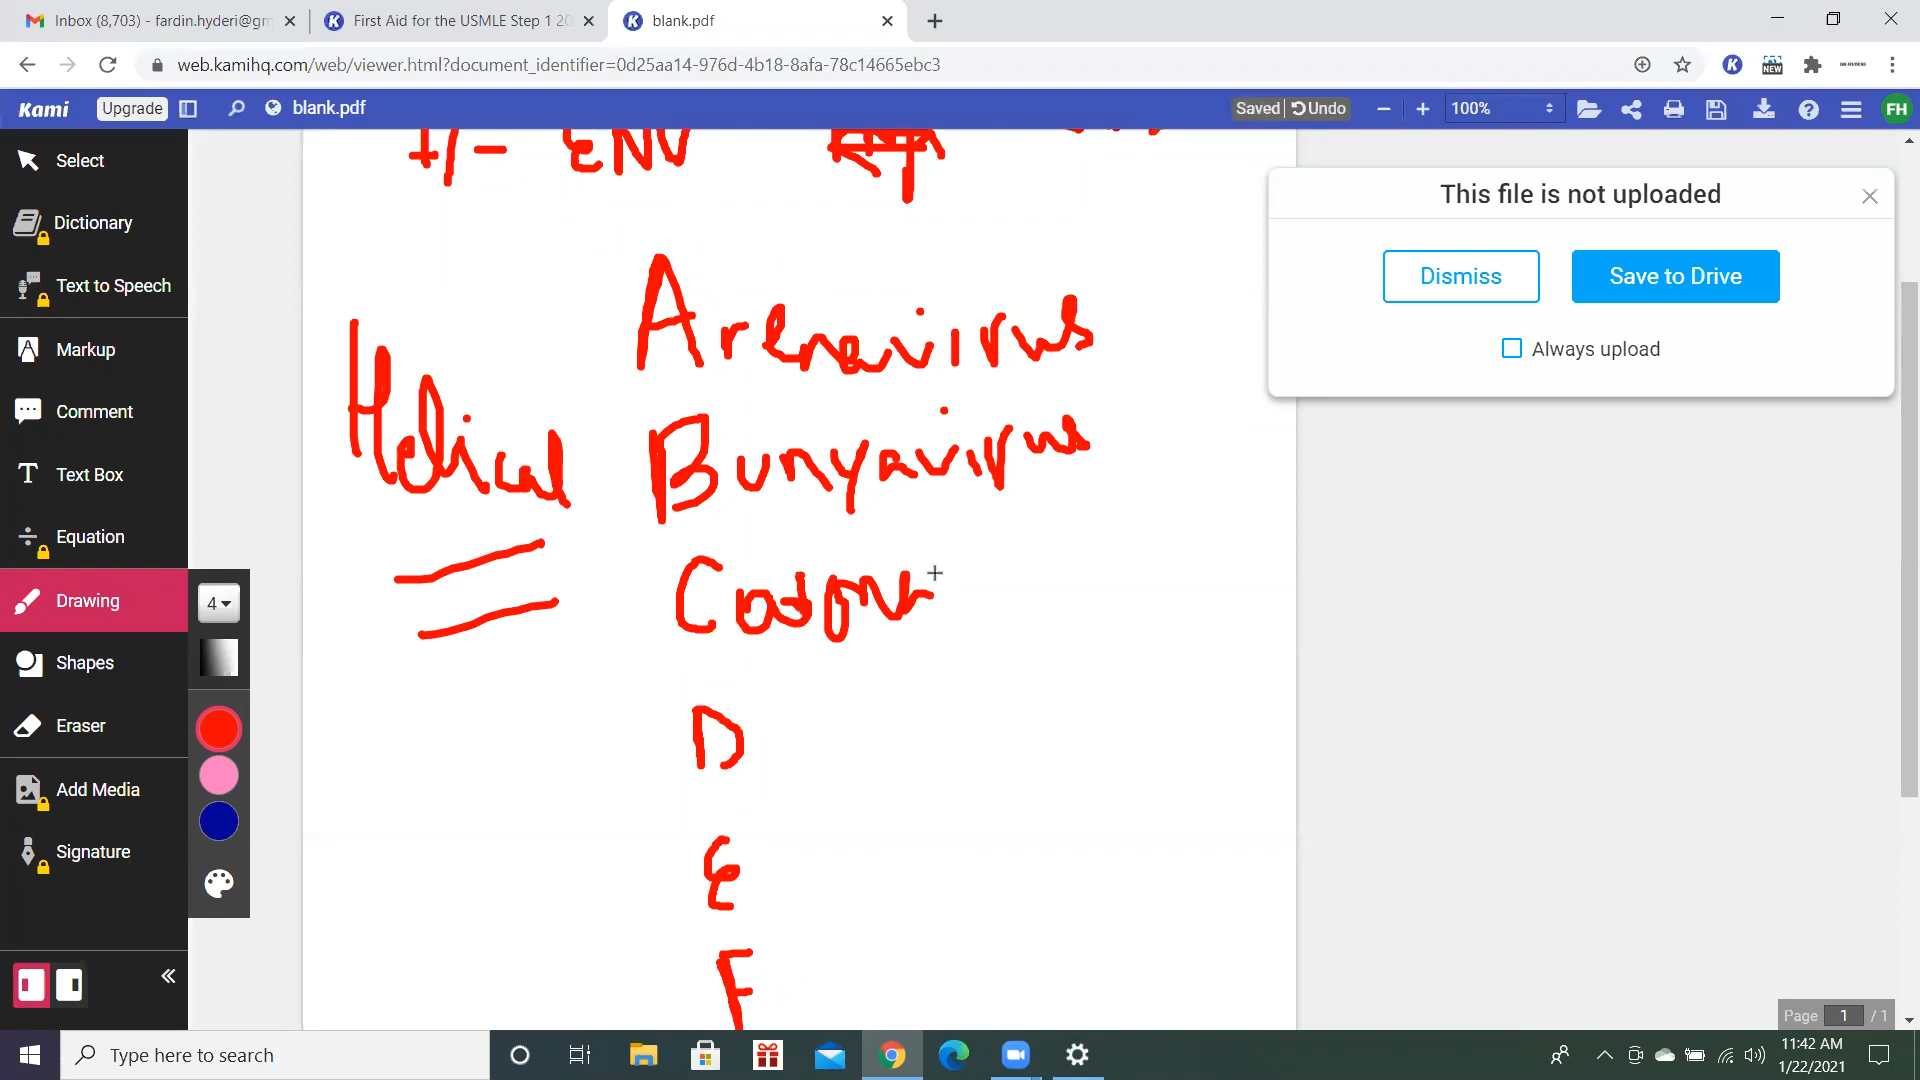 Inbox (8,703) - fardin.hyderi@gm
First Aid for the USMLE Step 1 20
blank.pdf
web.kamihq.com/web/viewer.html?document_identifier=0d25aa14-976d-4b18-8afa-78c14665ebc3
NEW
Kami
Upgrade
blank.pdf
Saved
Undo
100%
FH
Select
Dictionary
Text to Speech
Markup
Comment
Text Box
Equation
Drawing
Shapes
Eraser
Add Media
Signature
4
This file is not uploaded
Dismiss
Save to Drive
Always upload
+/- ENV
Helical
Arenavirus
Bunyavirus
D
E
F
Page 1 / 1
Type here to search
11:42 AM
1/22/2021